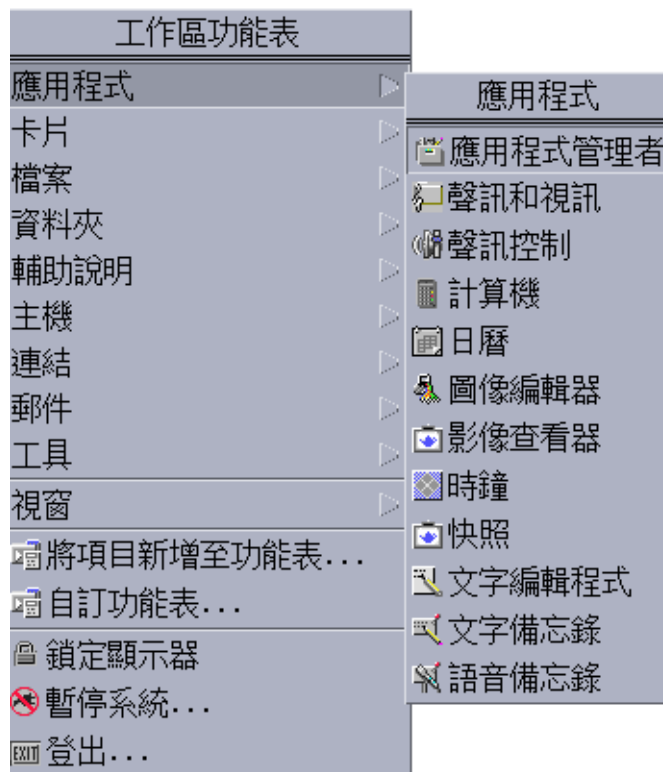 工作區功能表
應用程式
卡片
檔案
資料夾
輔助說明
主機
連結
郵件
工具
視窗
將項目新增至功能表...
自訂功能表...
鎖定顯示器
暫停系統...
EXIT 登出...
應用程式
應用程式管理者
聲訊和視訊
聲訊控制
計算機
日曆
圖像編輯器
影像查看器
時鐘
快照
文字編輯程式
文字備忘錄
語音備忘錄